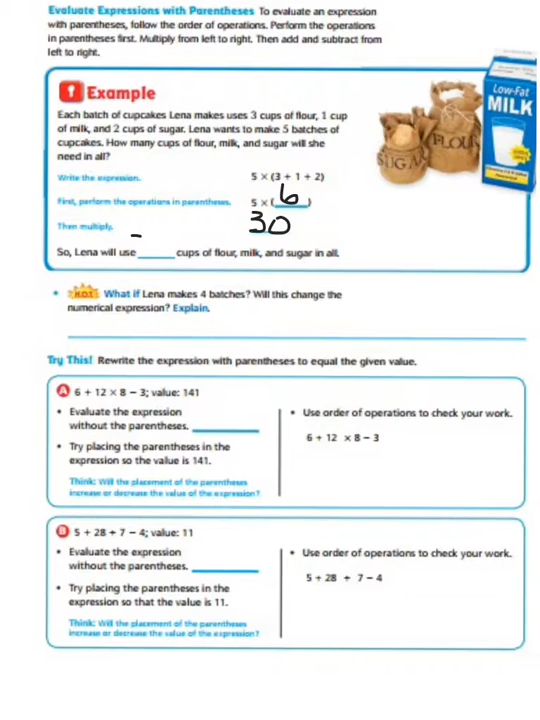 Evaluate Expressions with Parentheses To evaluate an expression
with parentheses, follow the order of operations. Perform the operations
in parentheses first. Multiply from left to right. Then add and subtract from
left to right.
! Example
Each batch of cupcakes Lena makes uses 3 cups of flour, 1 cup
of milk, and 2 cups of sugar. Lena wants to make 5 batches of
cupcakes. How many cups of flour, milk, and sugar will she
need in all?
SUGAR
FLOUR
LOW-FAT
MILK
Write the expression. 5 × (3 + 1 + 2)
First, perform the operations in parentheses. 5 × (6)
Then multiply. 30
So, Lena will use ______ cups of flour, milk, and sugar in all.
• H.O.T. What if Lena makes 4 batches? Will this change the
numerical expression? Explain.
Try This! Rewrite the expression with parentheses to equal the given value.
A 6 + 12 × 8 − 3; value: 141
• Evaluate the expression
without the parentheses. ______
• Try placing the parentheses in the
expression so the value is 141.
Think: Will the placement of the parentheses
increase or decrease the value of the expression?
• Use order of operations to check your work.
6 + 12 × 8 − 3
B 5 + 28 ÷ 7 − 4; value: 11
• Evaluate the expression
without the parentheses. ______
• Try placing the parentheses in the
expression so that the value is 11.
Think: Will the placement of the parentheses
increase or decrease the value of the expression?
• Use order of operations to check your work.
5 + 28 ÷ 7 − 4